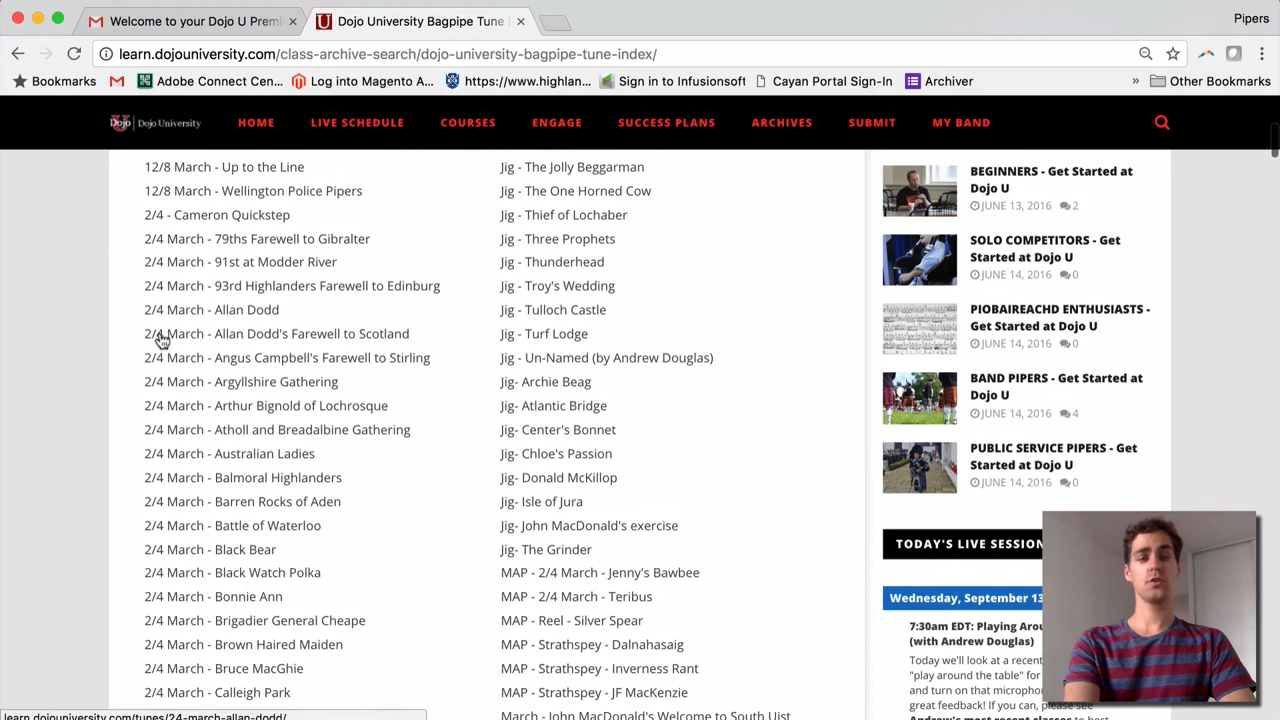 Welcome to your Dojo U Premi
Dojo University Bagpipe Tune
Pipers
learn.dojouniversity.com/class-archive-search/dojo-university-bagpipe-tune-index/
Bookmarks
Adobe Connect Cen...
Log into Magento A...
https://www.highlan...
Sign in to Infusionsoft
Cayan Portal Sign-In
Archiver
»
Other Bookmarks
Dojo University
HOME
LIVE SCHEDULE
COURSES
ENGAGE
SUCCESS PLANS
ARCHIVES
SUBMIT
MY BAND
12/8 March - Up to the Line
12/8 March - Wellington Police Pipers
2/4 - Cameron Quickstep
2/4 March - 79ths Farewell to Gibralter
2/4 March - 91st at Modder River
2/4 March - 93rd Highlanders Farewell to Edinburg
2/4 March - Allan Dodd
2/4 March - Allan Dodd's Farewell to Scotland
2/4 March - Angus Campbell's Farewell to Stirling
2/4 March - Argyllshire Gathering
2/4 March - Arthur Bignold of Lochrosque
2/4 March - Atholl and Breadalbine Gathering
2/4 March - Australian Ladies
2/4 March - Balmoral Highlanders
2/4 March - Barren Rocks of Aden
2/4 March - Battle of Waterloo
2/4 March - Black Bear
2/4 March - Black Watch Polka
2/4 March - Bonnie Ann
2/4 March - Brigadier General Cheape
2/4 March - Brown Haired Maiden
2/4 March - Bruce MacGhie
2/4 March - Calleigh Park
Jig - The Jolly Beggarman
Jig - The One Horned Cow
Jig - Thief of Lochaber
Jig - Three Prophets
Jig - Thunderhead
Jig - Troy's Wedding
Jig - Tulloch Castle
Jig - Turf Lodge
Jig - Un-Named (by Andrew Douglas)
Jig- Archie Beag
Jig- Atlantic Bridge
Jig- Center's Bonnet
Jig- Chloe's Passion
Jig- Donald McKillop
Jig- Isle of Jura
Jig- John MacDonald's exercise
Jig- The Grinder
MAP - 2/4 March - Jenny's Bawbee
MAP - 2/4 March - Teribus
MAP - Reel - Silver Spear
MAP - Strathspey - Dalnahasaig
MAP - Strathspey - Inverness Rant
MAP - Strathspey - JF MacKenzie
March - John MacDonald's Welcome to South Uist
BEGINNERS - Get Started at
Dojo U
JUNE 13, 2016 2
SOLO COMPETITORS - Get
Started at Dojo U
JUNE 14, 2016 0
PIOBAIREACHD ENTHUSIASTS -
Get Started at Dojo U
JUNE 14, 2016 0
BAND PIPERS - Get Started at
Dojo U
JUNE 14, 2016 4
PUBLIC SERVICE PIPERS - Get
Started at Dojo U
JUNE 14, 2016 0
TODAY'S LIVE SESSION
Wednesday, September 13
7:30am EDT: Playing Arou
(with Andrew Douglas)
Today we'll look at a recent
"play around the table" for
and turn on that micropho
great feedback! If you can, please see
Andrew's most recent classes to
learn.dojouniversity.com/tunes/24-march-allan-dodd/